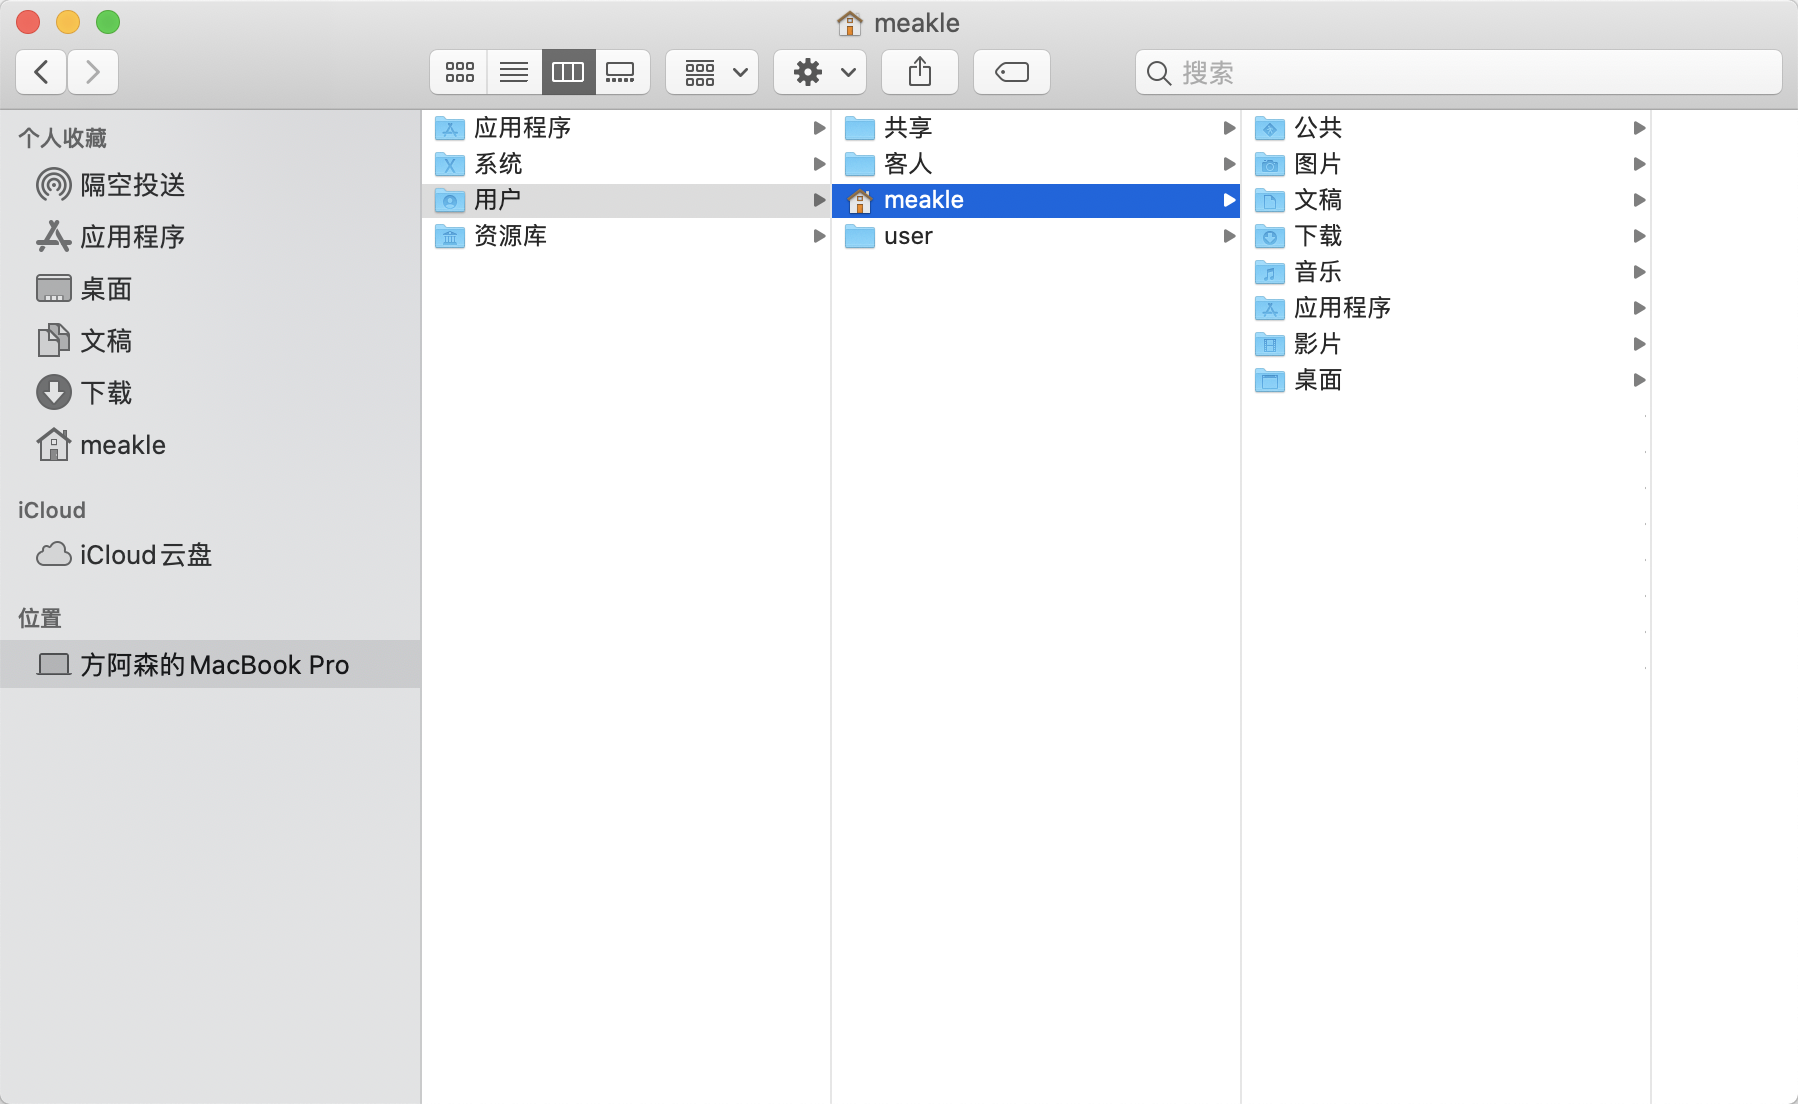 meakle
搜索
个人收藏
隔空投送
应用程序
桌面
文稿
下载
meakle
iCloud
iCloud云盘
位置
方阿森的MacBook Pro
应用程序
系统
用户
资源库
共享
客人
meakle
user
公共
图片
文稿
下载
音乐
应用程序
影片
桌面